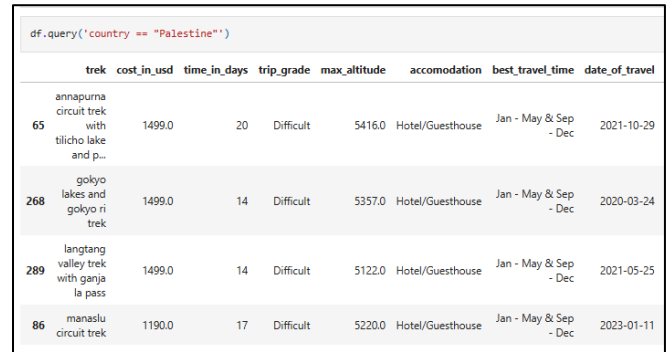 df.query('country == "Palestine"')
trek cost_in_usd time_in_days trip_grade max_altitude accomodation best_travel_time date_of_travel
annapurna
circuit trek
65 with 1499.0 20 Difficult 5416.0 Hotel/Guesthouse Jan - May & Sep - Dec 2021-10-29
tilicho lake
and p...
gokyo
268 lakes and 1499.0 14 Difficult 5357.0 Hotel/Guesthouse Jan - May & Sep - Dec 2020-03-24
gokyo ri
trek
langtang
valley trek
289 with ganja 1499.0 14 Difficult 5122.0 Hotel/Guesthouse Jan - May & Sep - Dec 2021-05-25
la pass
86 manaslu 1190.0 17 Difficult 5220.0 Hotel/Guesthouse Jan - May & Sep - Dec 2023-01-11
circuit trek